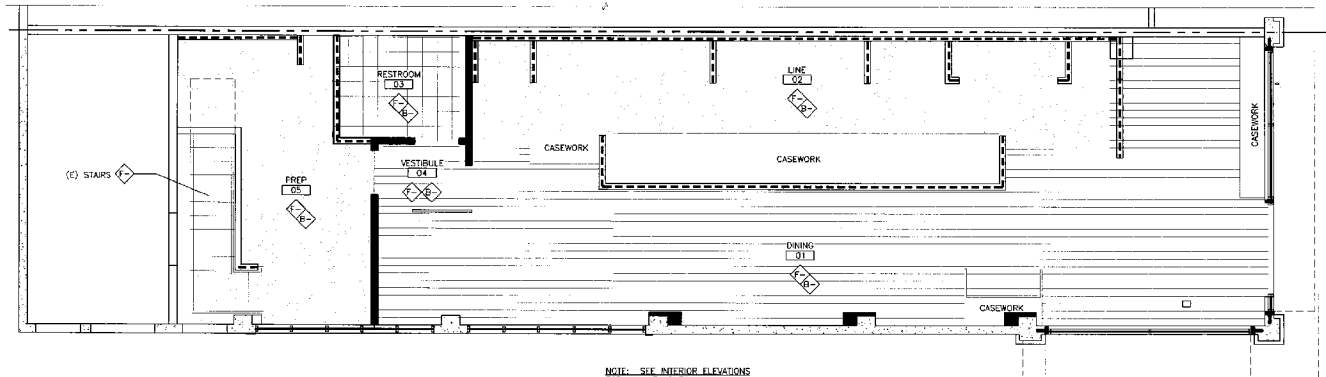 RESTROOM
03
F-
B-
LINE
02
F-
B-
CASEWORK
CASEWORK
CASEWORK
VESTIBULE
04
F-
B-
(E) STAIRS
F-
PREP
05
F-
B-
DINING
01
F-
B-
CASEWORK
NOTE: SEE INTERIOR ELEVATIONS